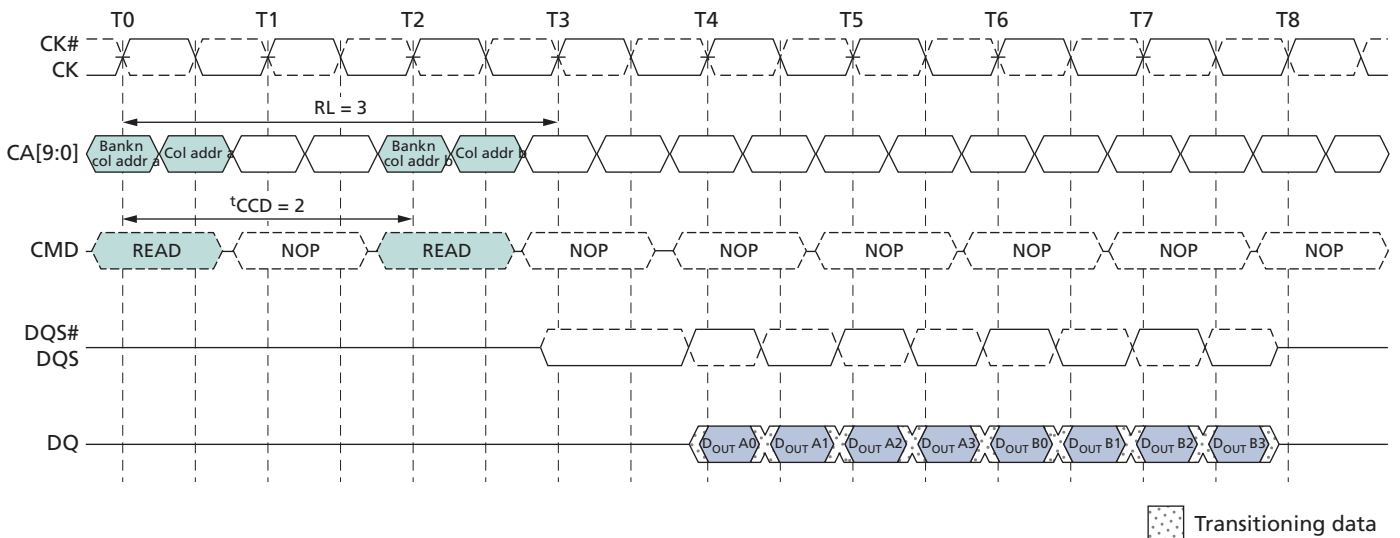 T0 T1 T2 T3 T4 T5 T6 T7 T8
CK#
CK
RL = 3
CA[9:0]
Bankn
col addr a
Col addr a
Bankn
col addr b
Col addr b
tCCD = 2
CMD READ NOP READ NOP NOP NOP NOP NOP NOP
DQS#
DQS
DQ DOUT A0 DOUT A1 DOUT A2 DOUT A3 DOUT B0 DOUT B1 DOUT B2 DOUT B3
Transitioning data